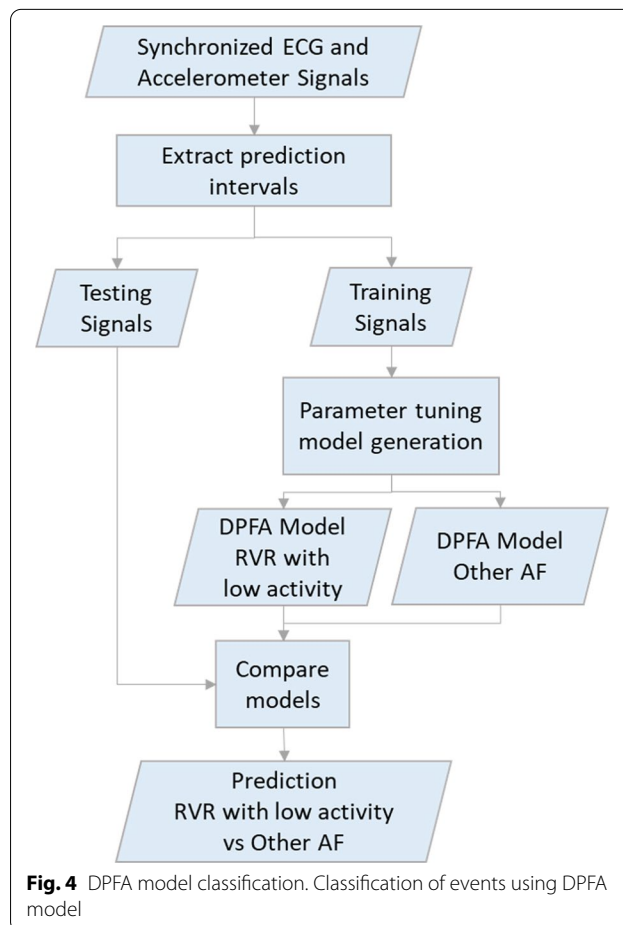 Synchronized ECG and
Accelerometer Signals
Extract prediction
intervals
Testing
Signals
Training
Signals
Parameter tuning
model generation
DPFA Model
RVR with
low activity
DPFA Model
Other AF
Compare
models
Prediction
RVR with low activity
vs Other AF
Fig. 4 DPFA model classification. Classification of events using DPFA
model